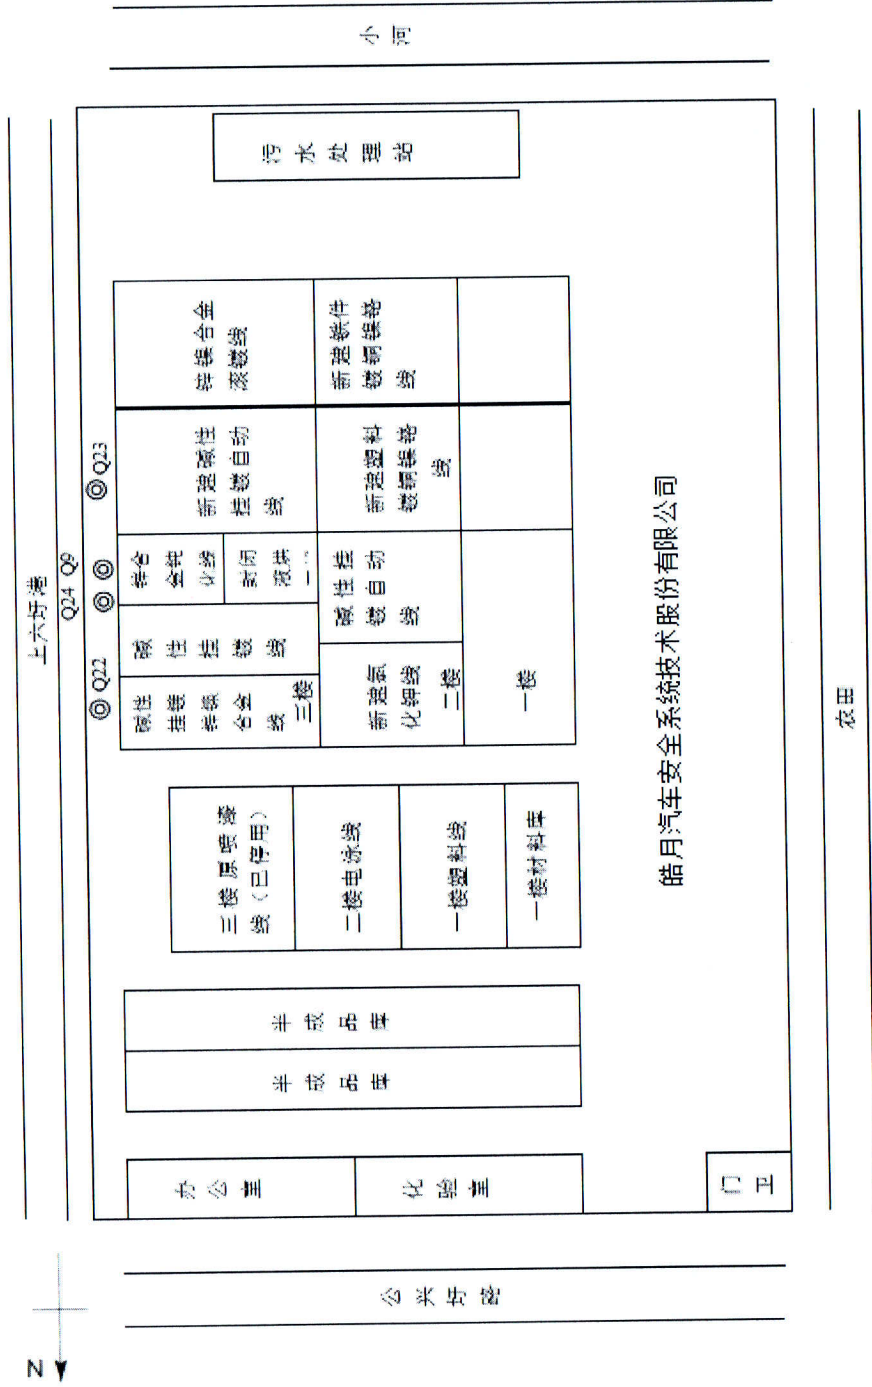 小河
污水处理站
锌镍合金
滚镀线
新建铁件
镀铜镍铬
线
新建碱性
挂镀自动
线
新建塑料
镀铜镍铬
线
Q23
上六圩港
Q24 Q9
锌合
金钝
化线
封闭
液烘
碱性挂
镀自动
线
碱性挂镀线
Q22
碱性
挂镀
锌镍
合金
线
三楼
新建氯
化钾线
二楼
一楼
三楼原喷漆
线(已停用)
二楼电泳线
一楼塑料线
一楼材料库
皓月汽车安全系统技术股份有限公司
农田
半成品库
半成品库
办公室
化验室
门卫
公兴圩路
N